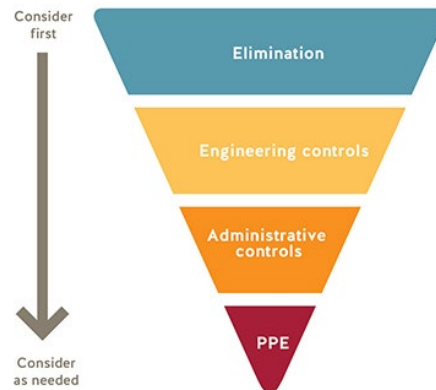 Consider
first
Elimination
Engineering controls
Administrative
controls
PPE
Consider
as needed